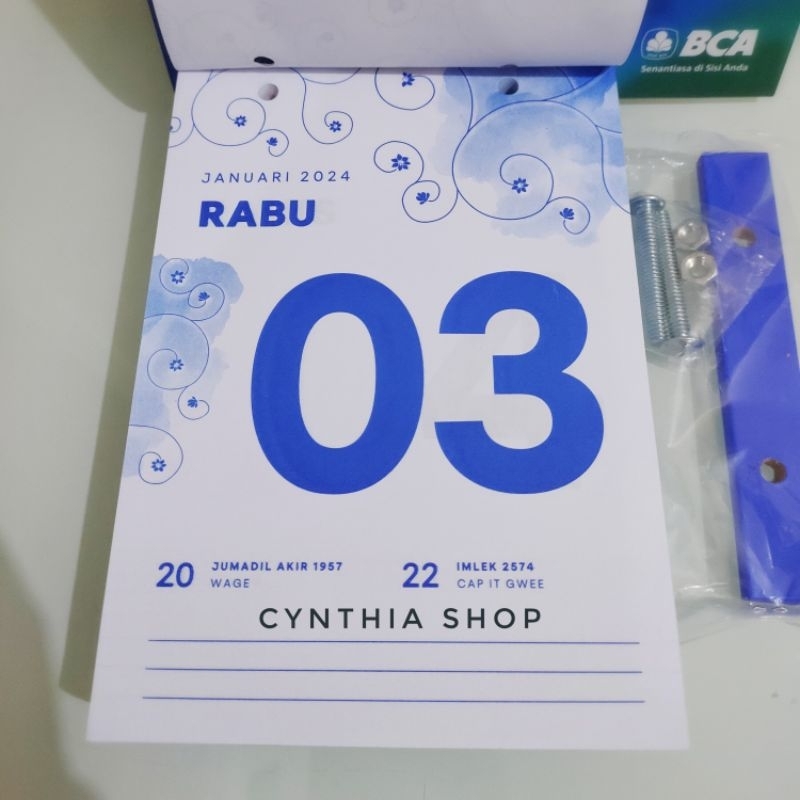 BCA
Senantiasa di Sisi Anda
JANUARI 2024
RABU
03
20 JUMADIL AKIR 1957
WAGE
22 IMLEK 2574
CAP IT GWEE
CYNTHIA SHOP